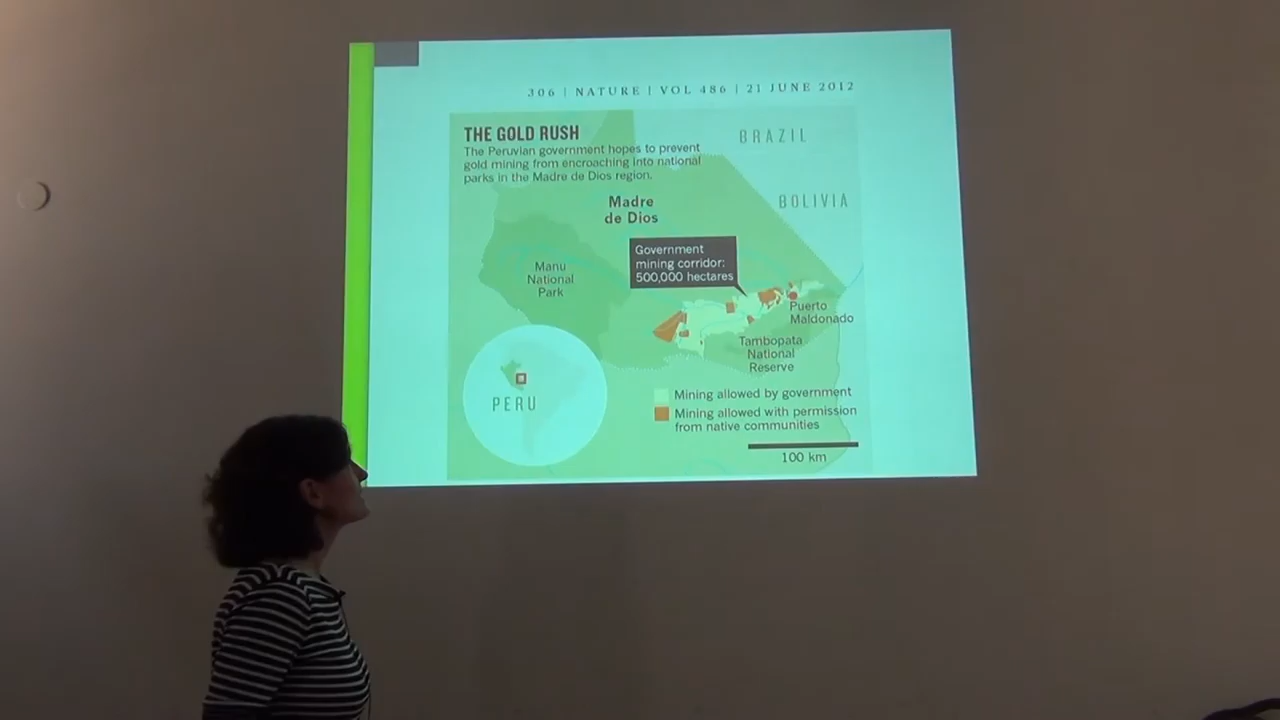 306 | NATURE | VOL 486 | 21 JUNE 2012
THE GOLD RUSH
The Peruvian government hopes to prevent
gold mining from encroaching into national
parks in the Madre de Dios region.
BRAZIL
BOLIVIA
Madre
de Dios
Government
mining corridor:
500,000 hectares
Manu
National
Park
Puerto
Maldonado
Tambopata
National
Reserve
PERU
Mining allowed by government
Mining allowed with permission
from native communities
100 km